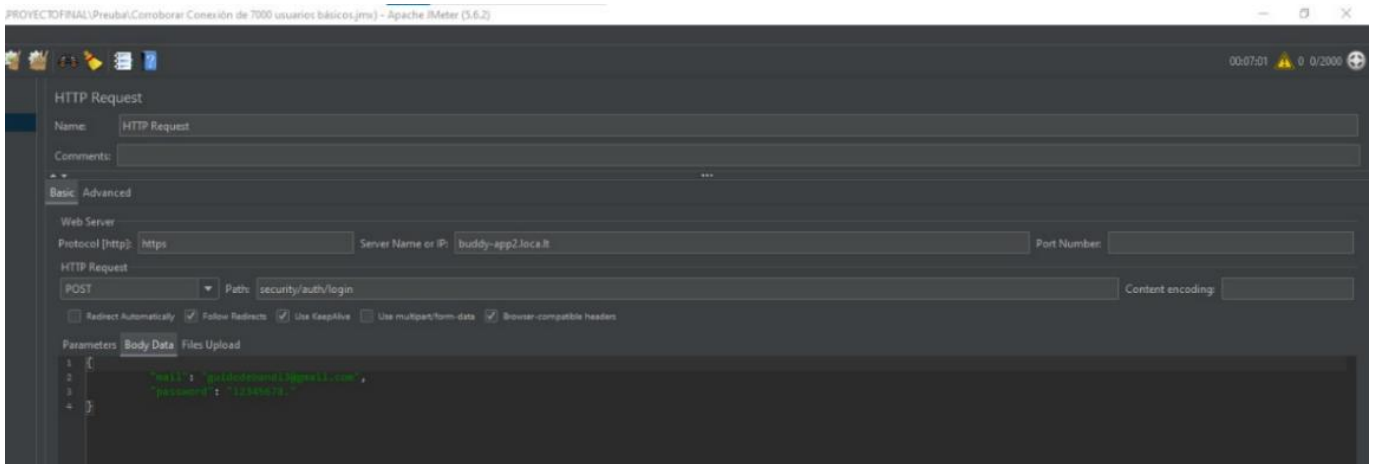 PROYECTOFINAL\Preuba\Corroborar Conexión de 7000 usuarios básicos.jmx) - Apache JMeter (5.6.2)
00:07:01 0 0/2000
HTTP Request
Name: HTTP Request
Comments:
Basic Advanced
Web Server
Protocol [http]: https Server Name or IP: buddy-app2.loca.lt Port Number:
HTTP Request
POST Path: security/auth/login Content encoding:
Redirect Automatically Follow Redirects Use KeepAlive Use multipart/form-data Browser-compatible headers
Parameters Body Data Files Upload
1 {
2 "mail": 
3 "password": "12345678."
4 }